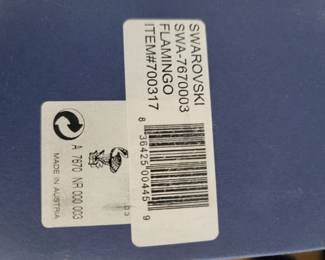 SWAROVSKI
SWA-7670003
FLAMINGO
ITEM#700317
8 36425 00445 9
A 7670 NR 000 003
MADE IN AUSTRIA